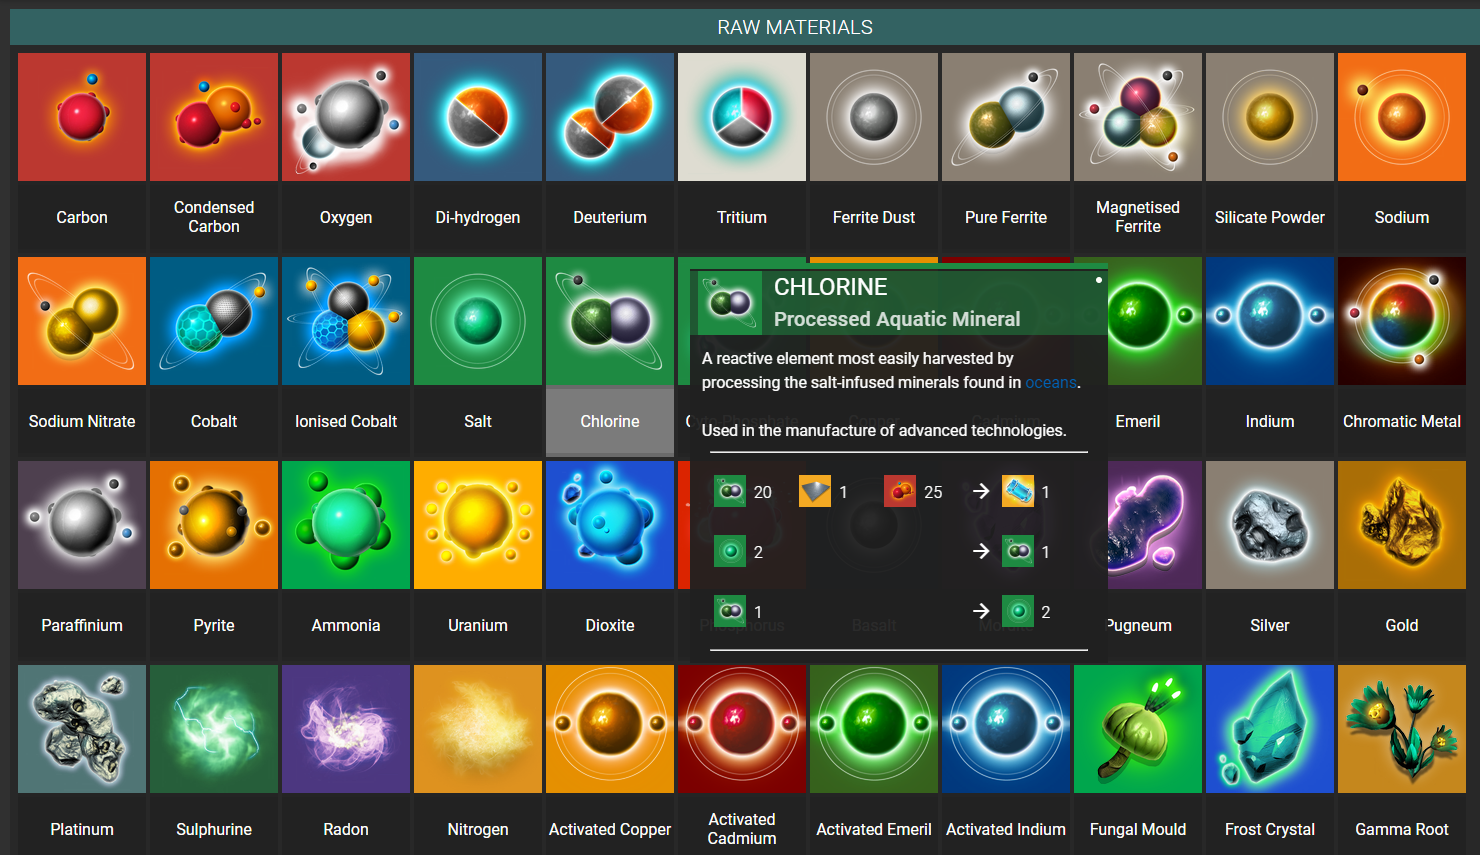 RAW MATERIALS
Carbon
Condensed
Carbon
Oxygen
Di-hydrogen
Deuterium
Tritium
Ferrite Dust
Pure Ferrite
Magnetised
Ferrite
Silicate Powder
Sodium
Sodium Nitrate
Cobalt
Ionised Cobalt
Salt
Chlorine
Emeril
Indium
Chromatic Metal
CHLORINE
Processed Aquatic Mineral
A reactive element most easily harvested by
processing the salt-infused minerals found in oceans.
Used in the manufacture of advanced technologies.
20 1 25 → 1
2 → 1
1 → 2
Paraffinium
Pyrite
Ammonia
Uranium
Dioxite
Phosphorus
Basalt
Pugneum
Silver
Gold
Platinum
Sulphurine
Radon
Nitrogen
Activated Copper
Activated
Cadmium
Activated Emeril
Activated Indium
Fungal Mould
Frost Crystal
Gamma Root